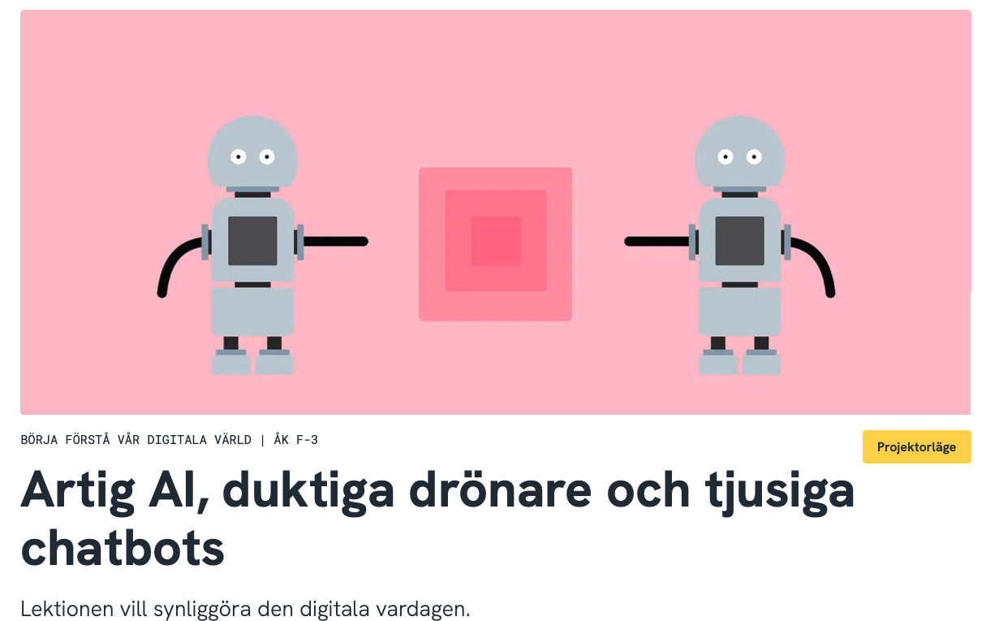 BÖRJA FÖRSTÅ VÅR DIGITALA VÄRLD | ÅK F-3
Projektorläge
Artig AI, duktiga drönare och tjusiga
chatbots
Lektionen vill synliggöra den digitala vardagen.